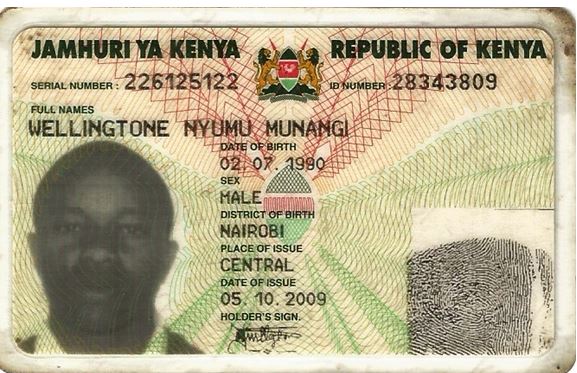 JAMHURI YA KENYA REPUBLIC OF KENYA
SERIAL NUMBER: 226125122 ID NUMBER: 28343809
FULL NAMES
WELLINGTONE NYUMU MUNANGI
DATE OF BIRTH
02. 07. 1990
SEX
MALE
DISTRICT OF BIRTH
NAIROBI
PLACE OF ISSUE
CENTRAL
DATE OF ISSUE
05. 10. 2009
HOLDER'S SIGN.